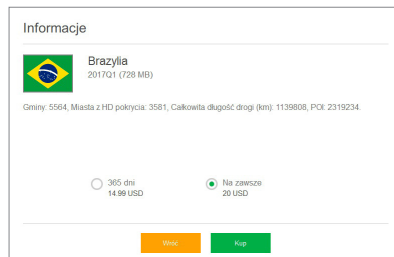 Informacje
Brazylia
2017Q1 (728 MB)
Gminy: 5564, Miasta z HD pokrycia: 3581, Całkowita długość drogi (km): 1139808, POI: 2319234.
365 dni
14.99 USD
Na zawsze
20 USD
Wróć
Kup